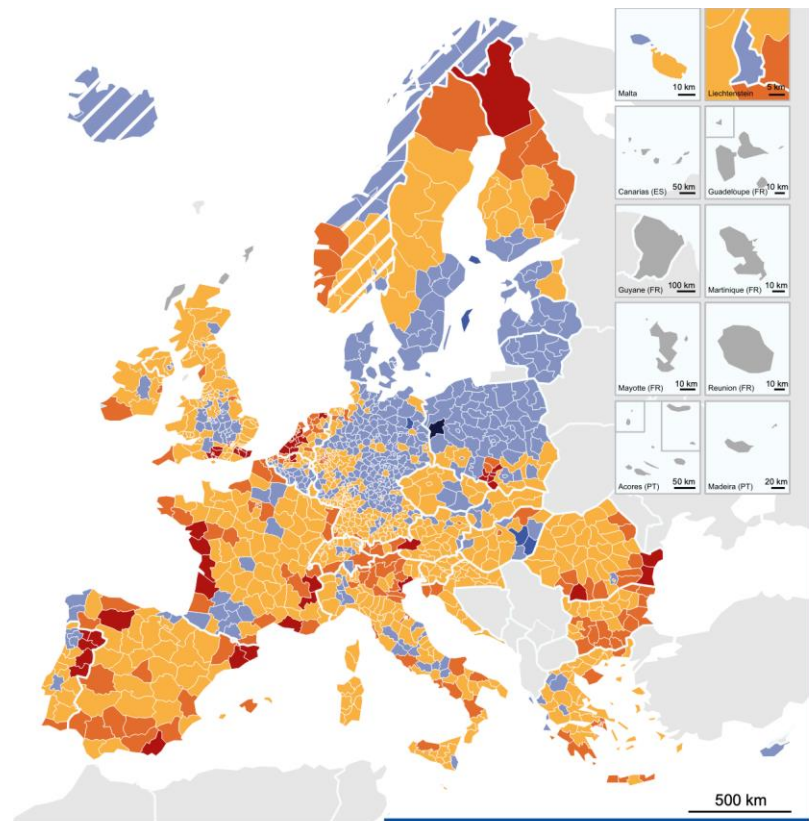 Malta
10 km
Liechtenstein
5 km
Canarias (ES)
50 km
Guadeloupe (FR)
10 km
Guyane (FR)
100 km
Martinique (FR)
10 km
Mayotte (FR)
10 km
Reunion (FR)
10 km
Acores (PT)
50 km
Madeira (PT)
20 km
500 km